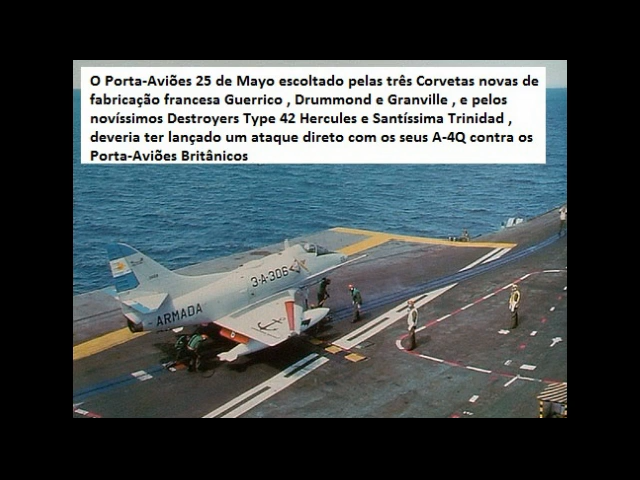 O Porta-Aviões 25 de Mayo escoltado pelas três Corvetas novas de
fabricação francesa Guerrico , Drummond e Granville , e pelos
novíssimos Destroyers Type 42 Hercules e Santíssima Trinidad ,
deveria ter lançado um ataque direto com os seus A-4Q contra os
Porta-Aviões Britânicos
3-A-306
ARMADA